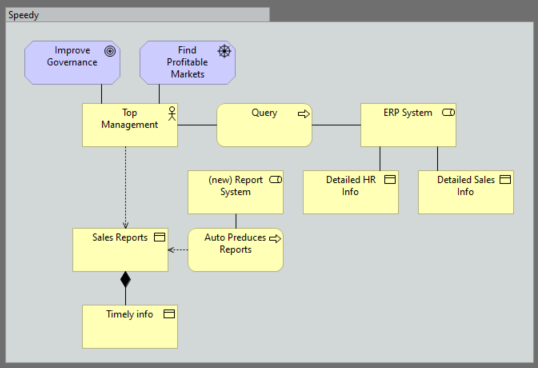 Speedy
Improve
Governance
Find
Profitable
Markets
Top
Management
Query
ERP System
(new) Report
System
Detailed HR
Info
Detailed Sales
Info
Sales Reports
Auto Preduces
Reports
Timely info